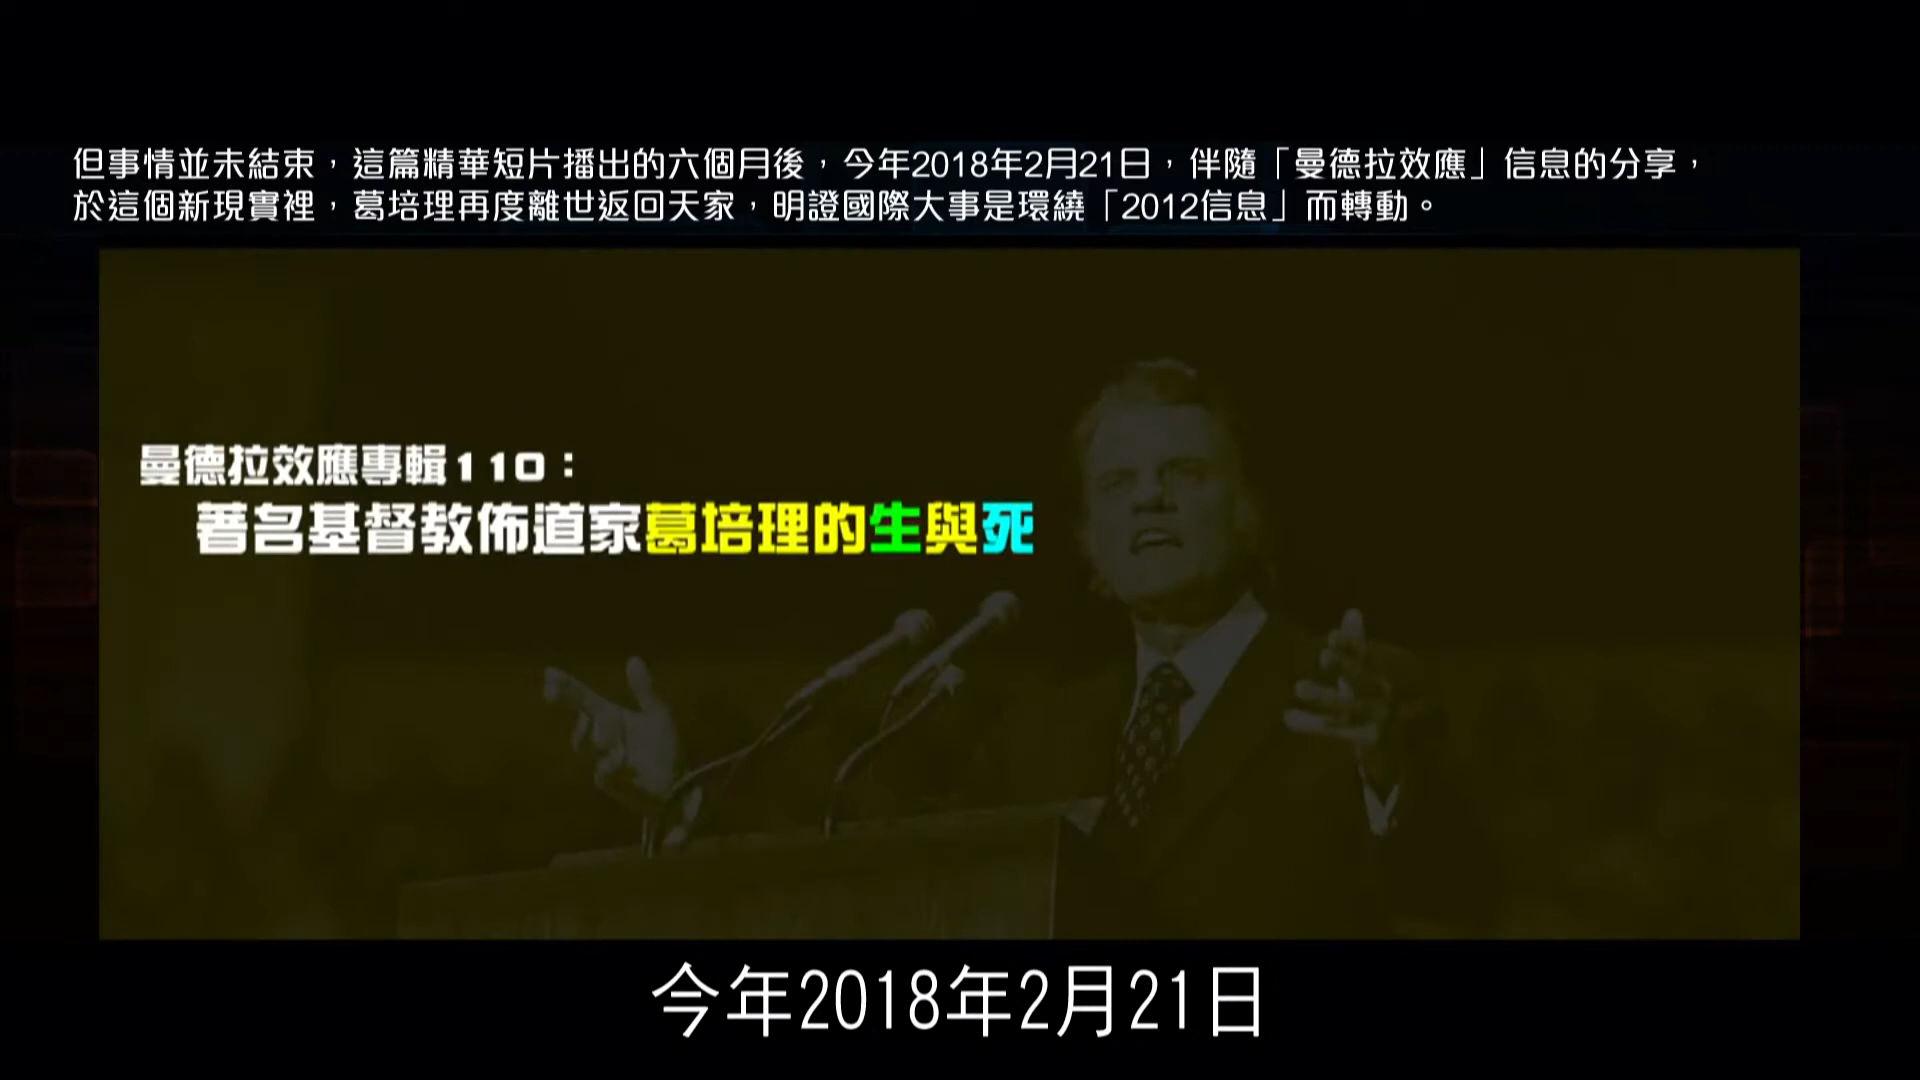 但事情並未結束，這篇精華短片播出的六個月後，今年2018年2月21日，伴隨「曼德拉效應」信息的分享，
於這個新現實裡，葛培理再度離世返回天家，明證國際大事是環繞「2012信息」而轉動。
曼德拉效應專輯110：
著名基督教佈道家葛培理的生與死
今年2018年2月21日